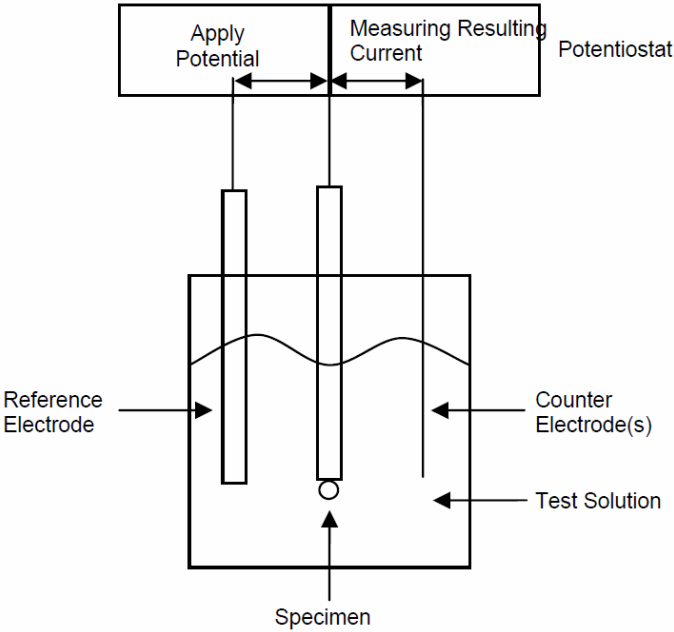 Apply
Potential
Measuring Resulting
Current
Potentiostat
Reference
Electrode
Counter
Electrode(s)
Test Solution
Specimen